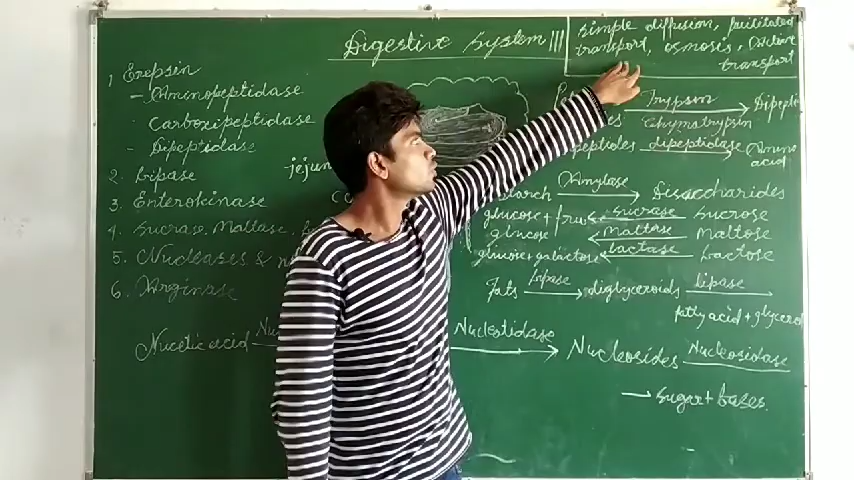 Digestive System III
simple diffusion, facilitated
transport, osmosis,
transport
1 Erepsin
- Aminopeptidase
Carboxipeptidase
- Dipeptidase
2. Lipase
3. Enterokinase
4. Sucrase, Maltase,
5. Nucleases &
6. Arginase
jejun
Trypsin
Chymotrypsin
Dipeptidase
Amino
acid
Amylase
Disaccharides
glucose + fru sucrase Sucrose
glucose maltase Maltose
glucose + galactose lactase Lactose
Fats lipase diglyceroids lipase
fatty acid + glycerol
Nucleic acid
Nucleotidase
Nucleosides Nucleosidase
sugar + bases.